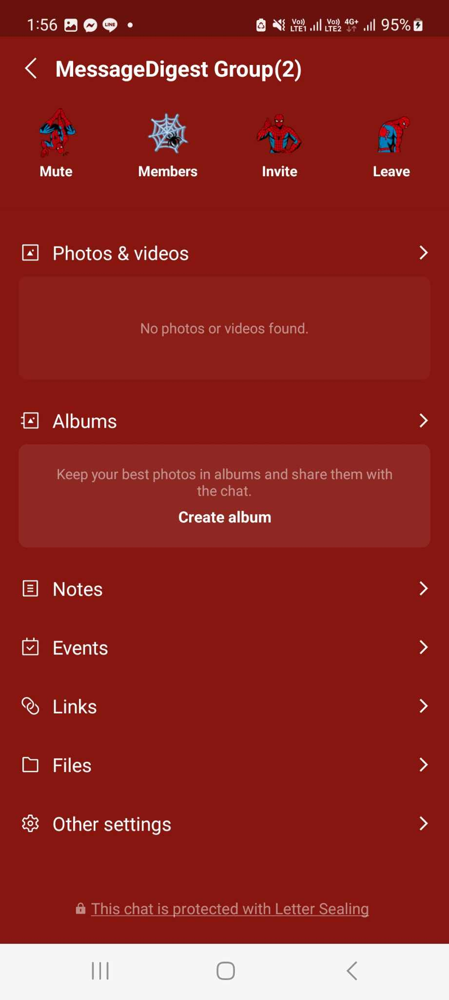 1:56 LINE Vo)) LTE1 Vo)) LTE2 4G+ 95%
MessageDigest Group(2)
Mute Members Invite Leave
Photos & videos
No photos or videos found.
Albums
Keep your best photos in albums and share them with
the chat.
Create album
Notes
Events
Links
Files
Other settings
This chat is protected with Letter Sealing